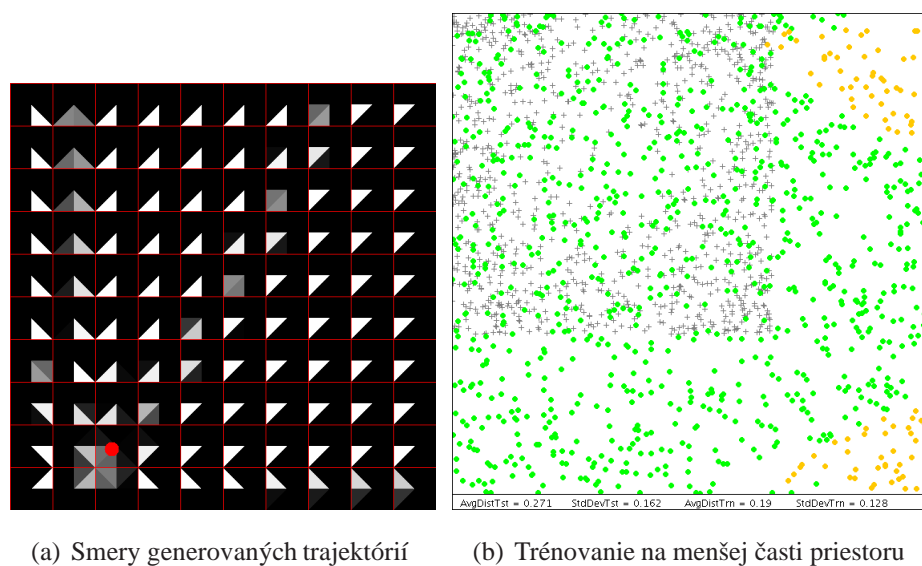 AvgDistTst = 0.271 StdDevTst = 0.162 AvgDistTrn = 0.19 StdDevTrn = 0.128
(a) Smery generovaných trajektórií (b) Trénovanie na menšej časti priestoru